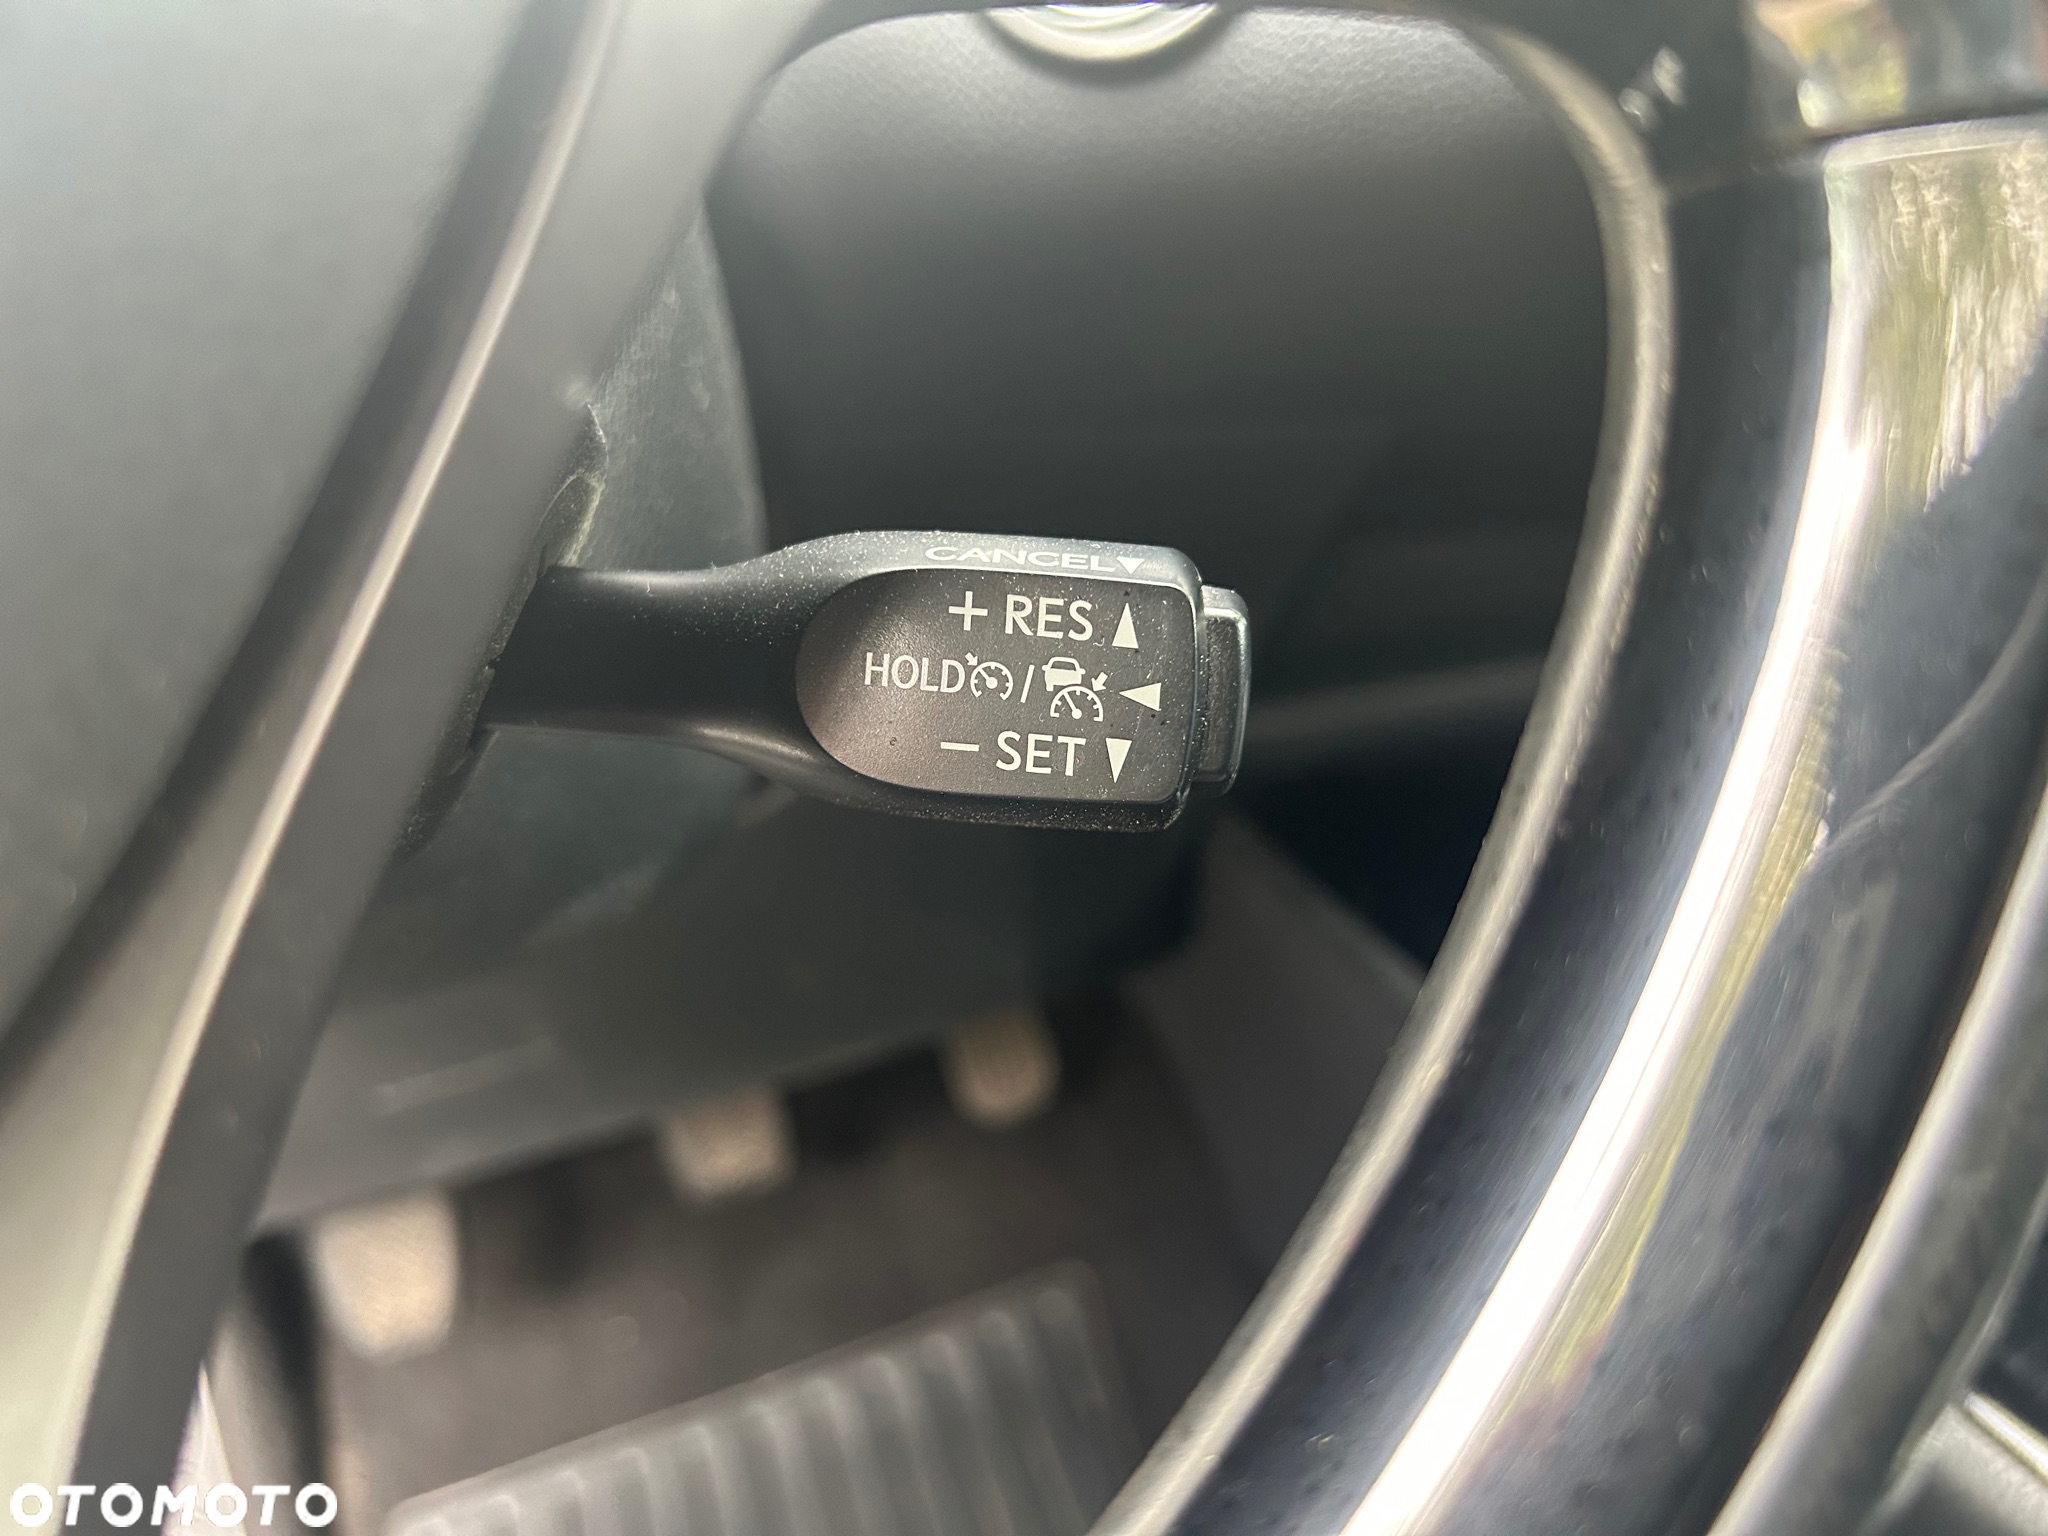 CANCEL▼
+ RES ▲
HOLD / ◀
− SET ▼
OTOMOTO